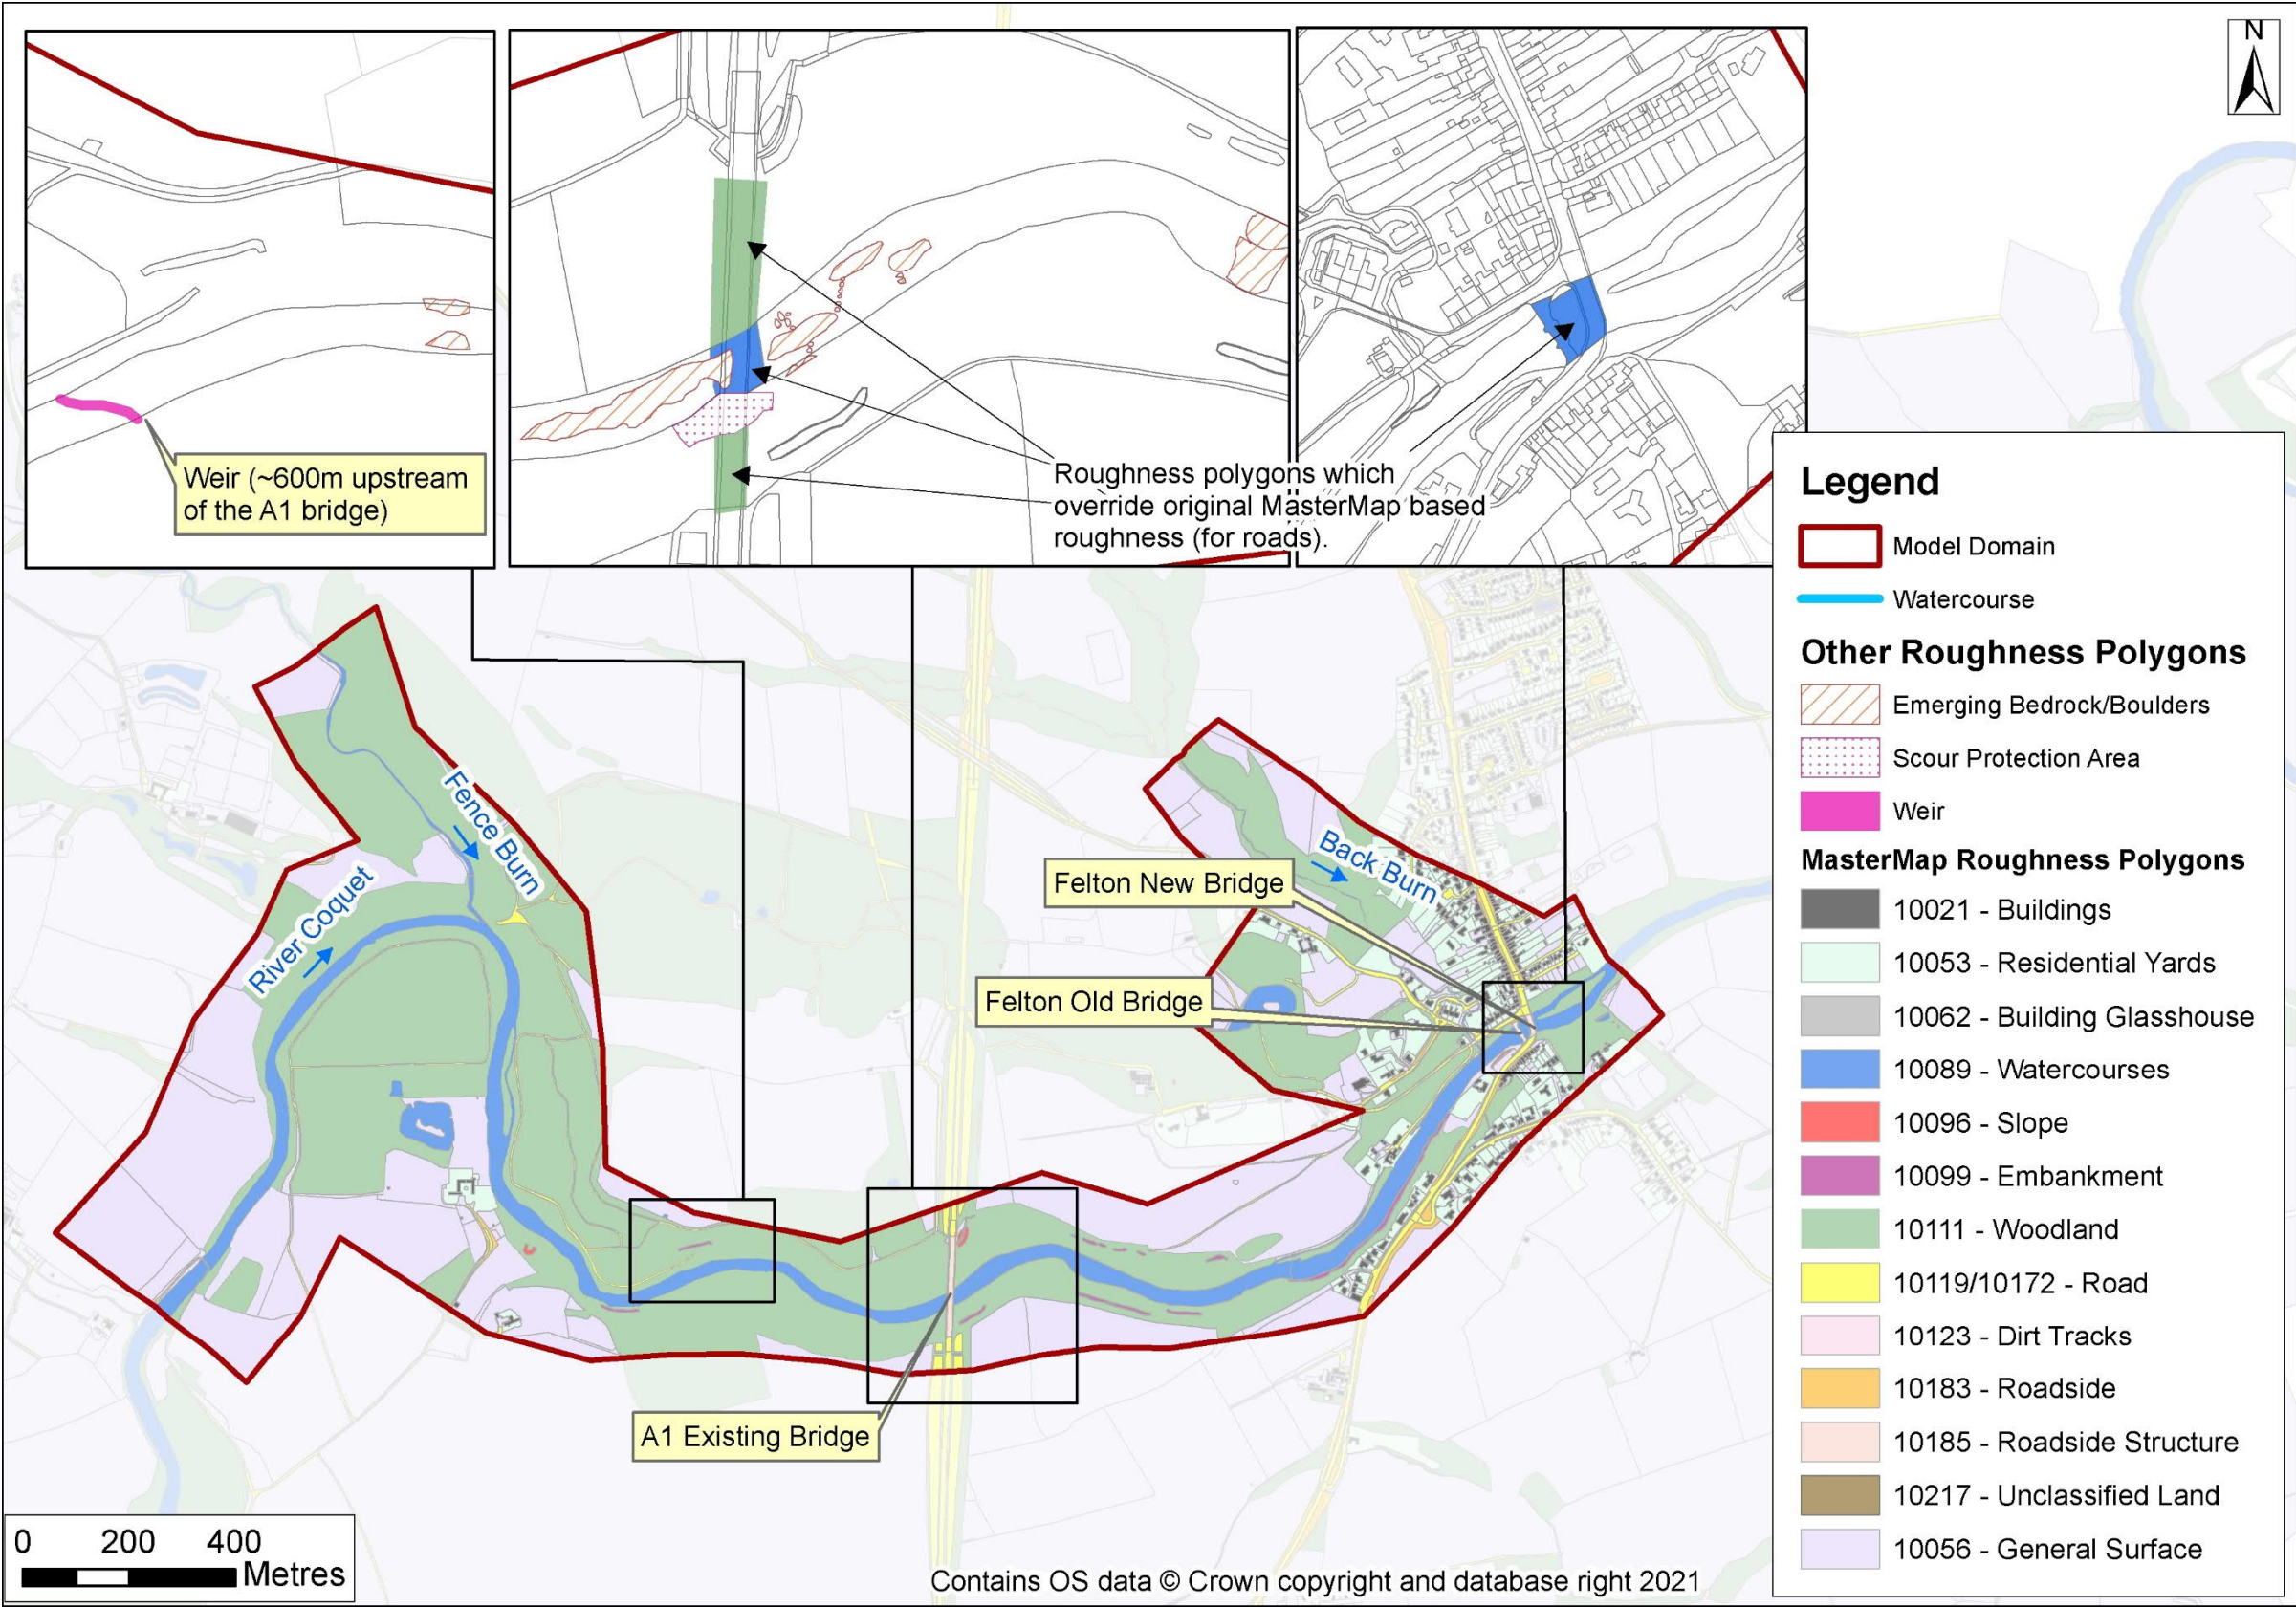 N
Weir (~600m upstream
of the A1 bridge)
Roughness polygons which
override original MasterMap based
roughness (for roads).
Fence Burn
River Coquet
Back Burn
Felton New Bridge
Felton Old Bridge
A1 Existing Bridge
Legend
Model Domain
Watercourse
Other Roughness Polygons
Emerging Bedrock/Boulders
Scour Protection Area
Weir
MasterMap Roughness Polygons
10021 - Buildings
10053 - Residential Yards
10062 - Building Glasshouse
10089 - Watercourses
10096 - Slope
10099 - Embankment
10111 - Woodland
10119/10172 - Road
10123 - Dirt Tracks
10183 - Roadside
10185 - Roadside Structure
10217 - Unclassified Land
10056 - General Surface
0 200 400
Metres
Contains OS data © Crown copyright and database right 2021